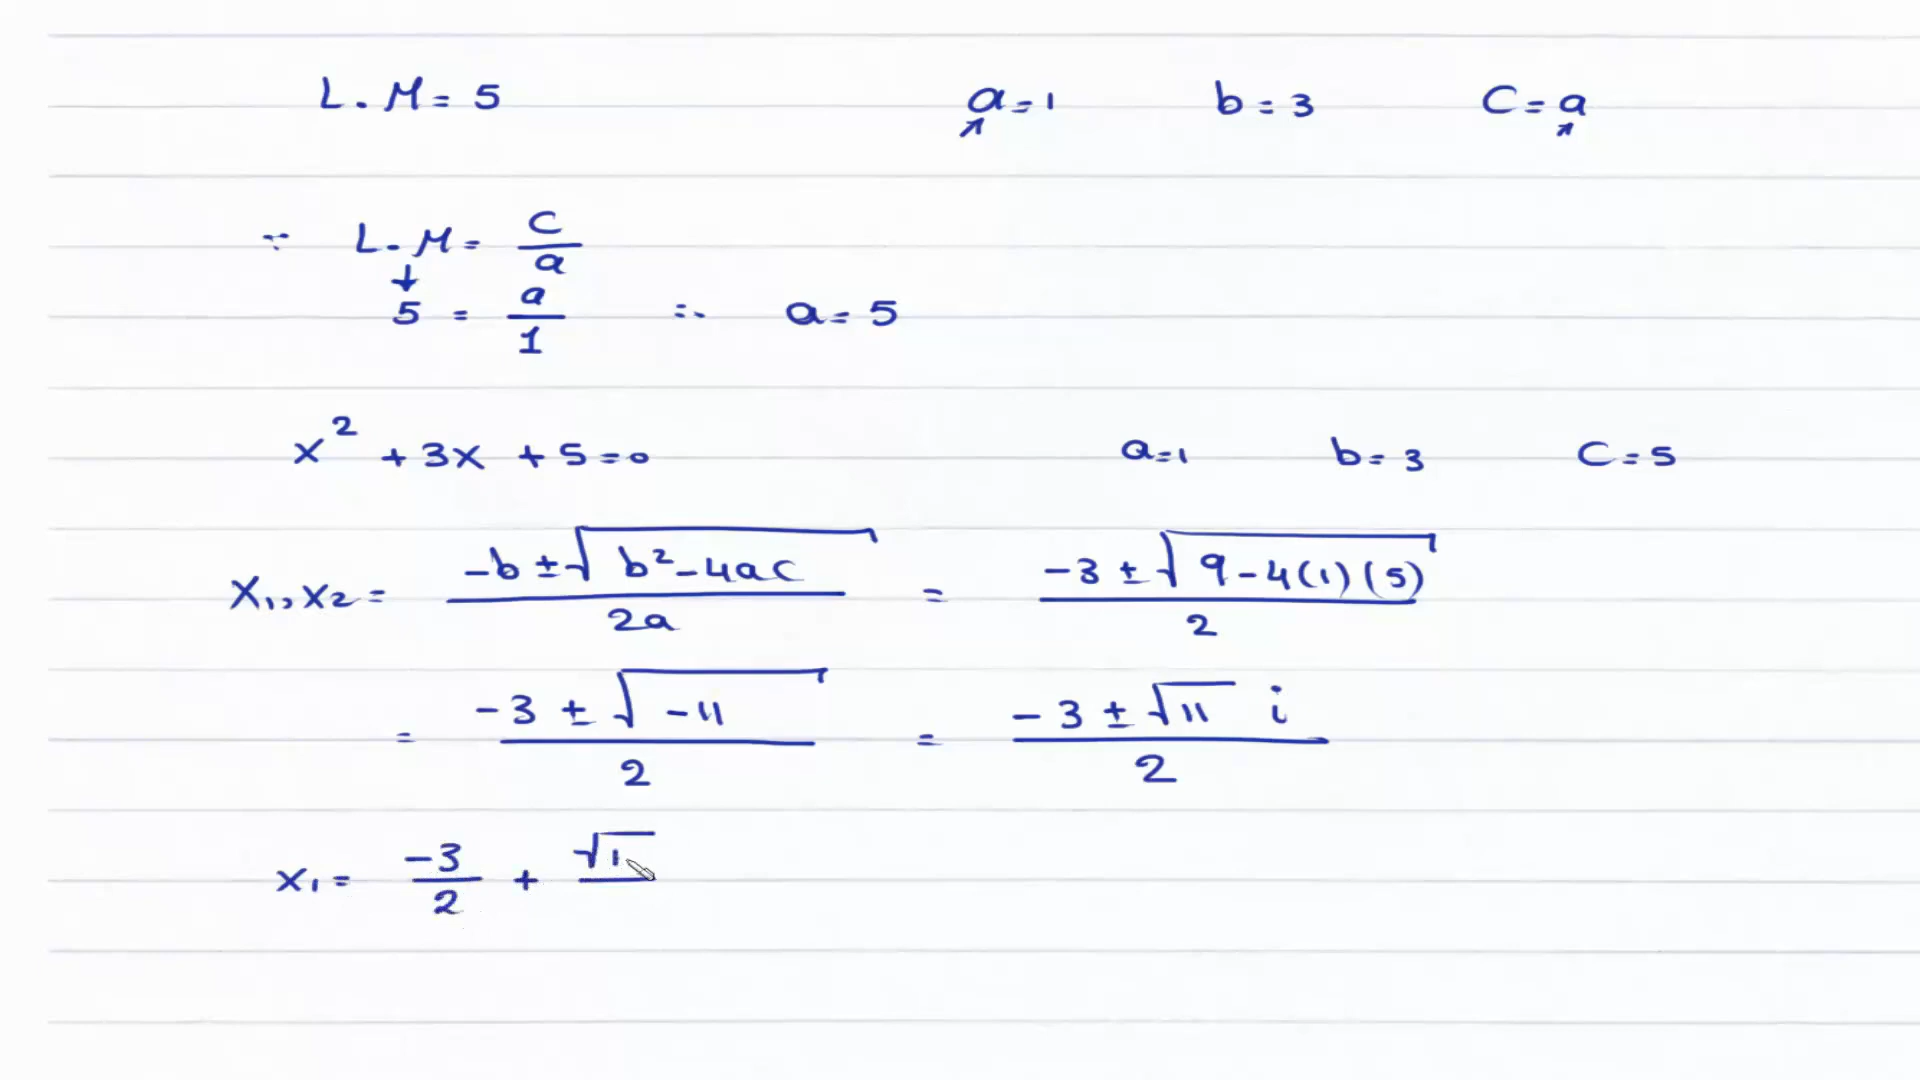 L . M = 5 a = 1 b = 3 C = a
∵ L . M = C/a
5 = a/1 ∴ a = 5
x² + 3x + 5 = 0 a = 1 b = 3 C = 5
X₁, X₂ = (-b ± √(b² - 4ac))/2a = (-3 ± √(9 - 4(1)(5)))/2
= (-3 ± √(-11))/2 = (-3 ± √11 i)/2
X₁ = -3/2 + √1